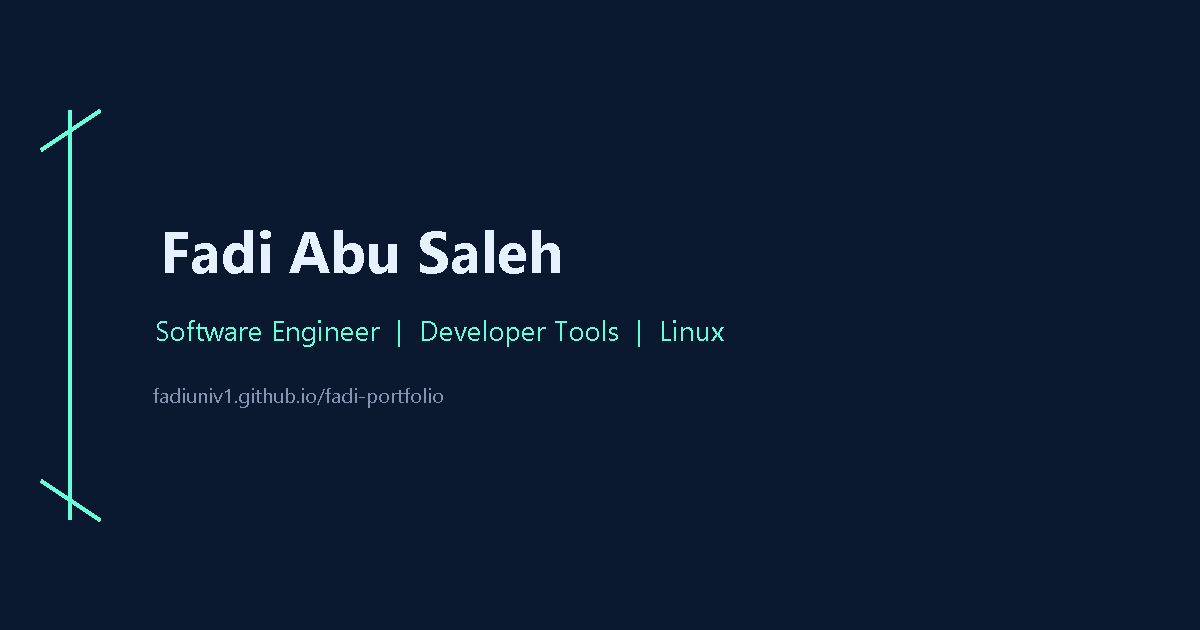 Fadi Abu Saleh
Software Engineer | Developer Tools | Linux
fadiuniv1.github.io/fadi-portfolio